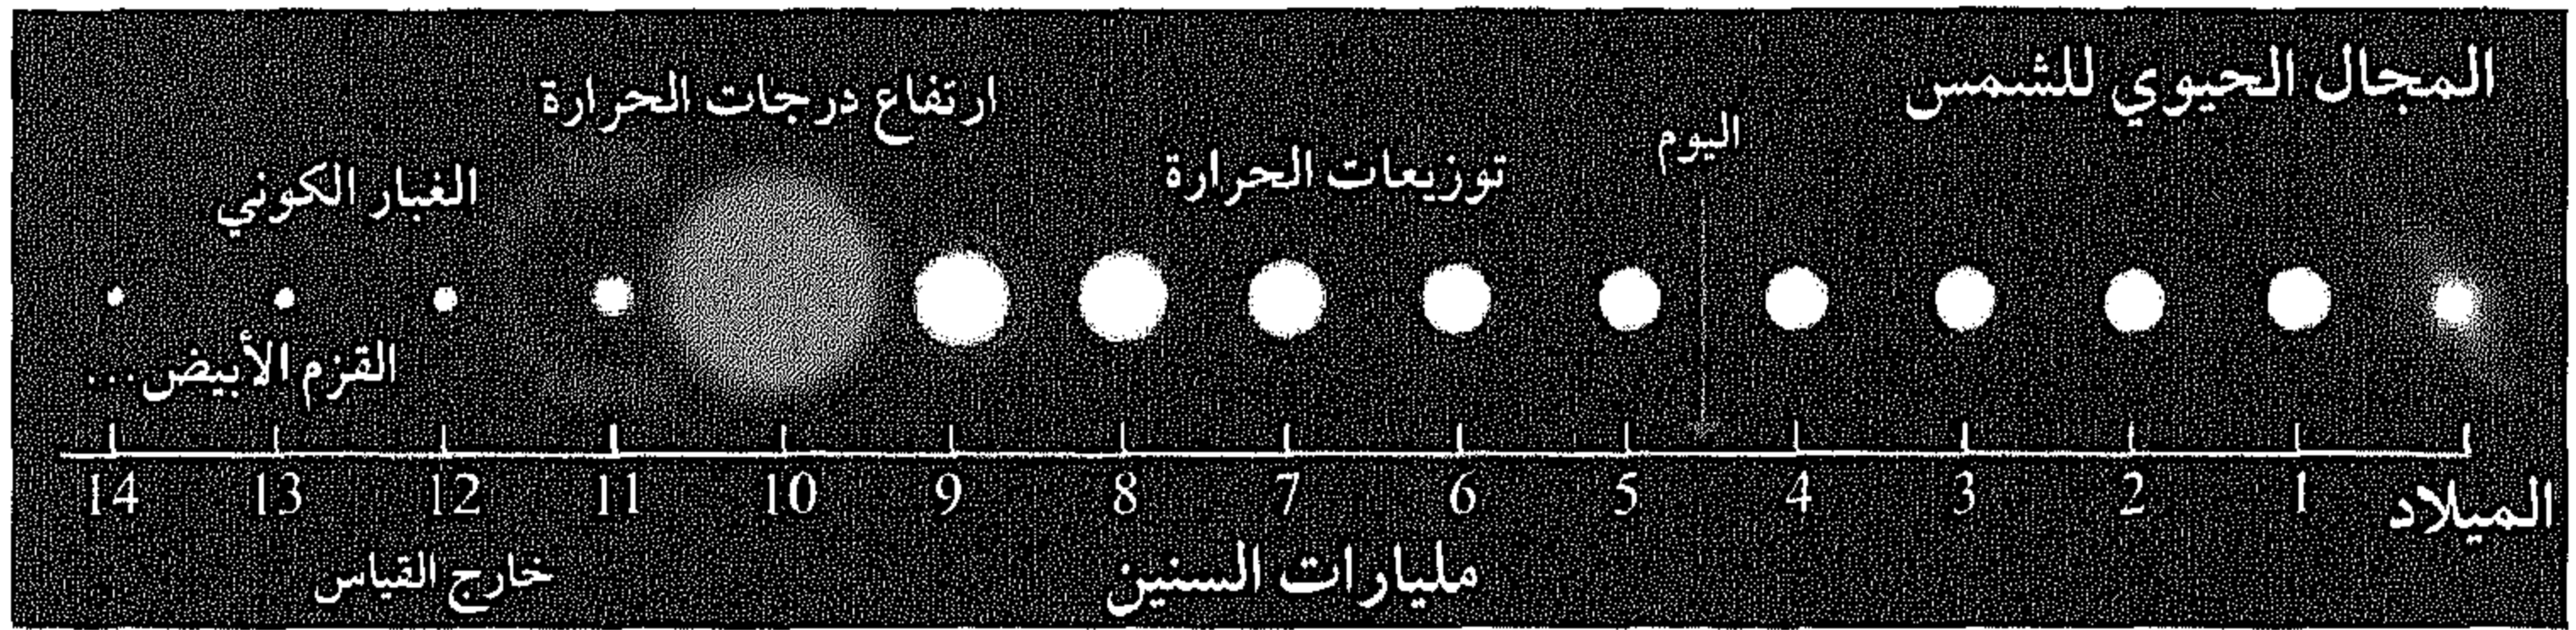 المجال الحيوي للشمس
ارتفاع درجات الحرارة
اليوم
توزيعات الحرارة
الغبار الكوني
القزم الأبيض...
الميلاد 1 2 3 4 5 6 7 8 9 10 11 12 13 14
مليارات السنين
خارج القياس